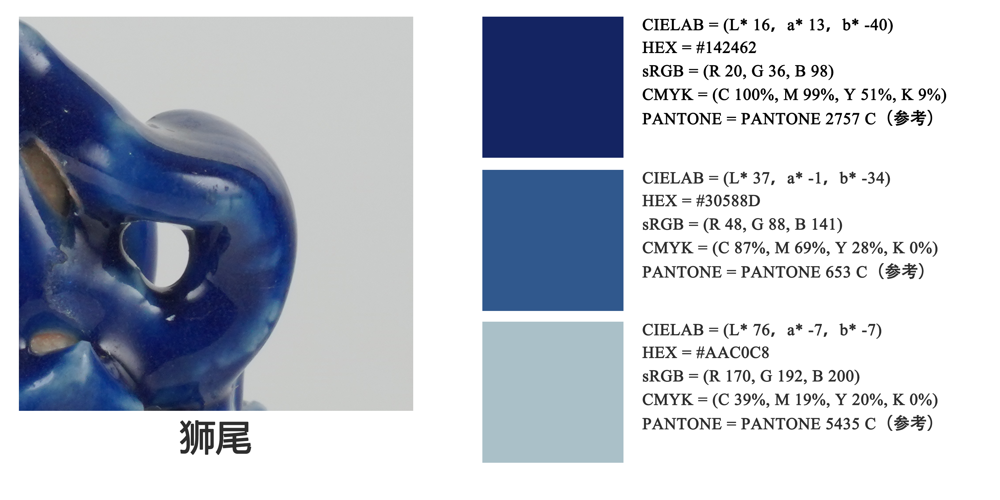 CIELAB = (L* 16，a* 13，b* -40)
HEX = #142462
sRGB = (R 20, G 36, B 98)
CMYK = (C 100%, M 99%, Y 51%, K 9%)
PANTONE = PANTONE 2757 C（参考）
CIELAB = (L* 37，a* -1，b* -34)
HEX = #30588D
sRGB = (R 48, G 88, B 141)
CMYK = (C 87%, M 69%, Y 28%, K 0%)
PANTONE = PANTONE 653 C（参考）
CIELAB = (L* 76，a* -7，b* -7)
HEX = #AAC0C8
sRGB = (R 170, G 192, B 200)
CMYK = (C 39%, M 19%, Y 20%, K 0%)
PANTONE = PANTONE 5435 C（参考）
狮尾